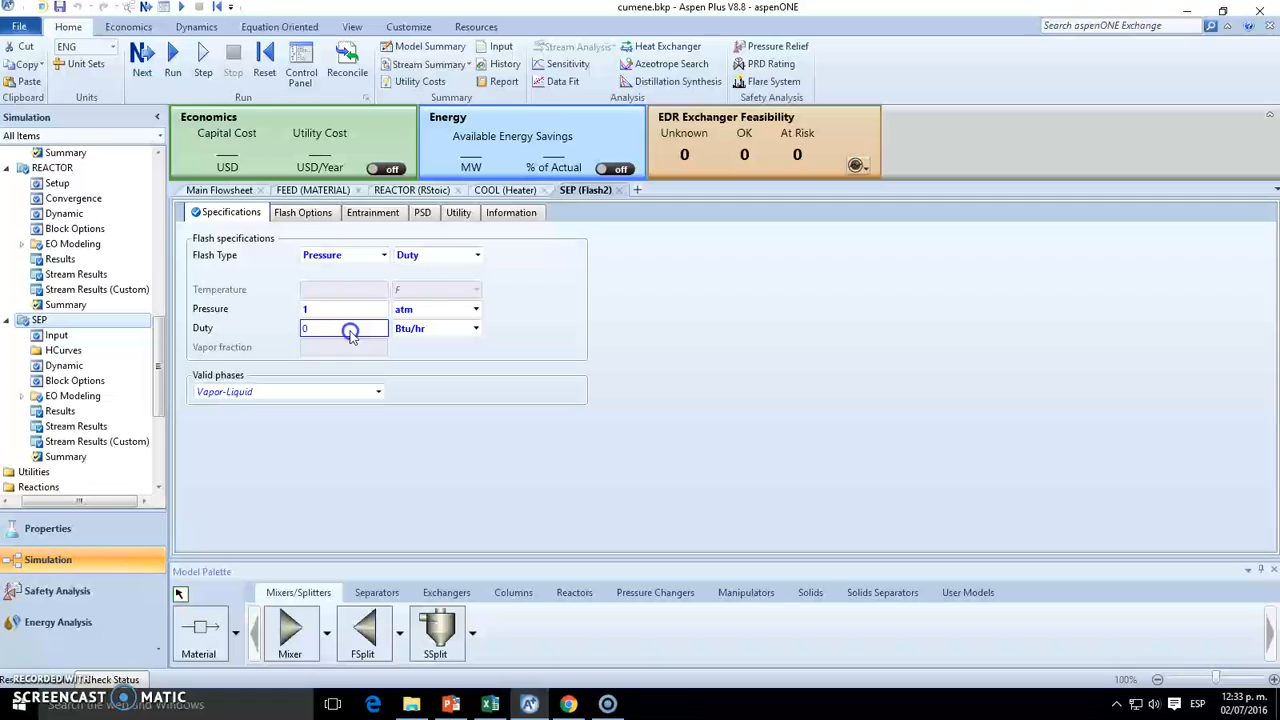 cumene.bkp - Aspen Plus V8.8 - aspenONE
File
Home
Economics
Dynamics
Equation Oriented
View
Customize
Resources
Search aspenONE Exchange
Cut
Copy
Paste
Clipboard
ENG
Unit Sets
Units
Next
Run
Step
Stop
Reset
Control Panel
Reconcile
Run
Model Summary
Stream Summary
Utility Costs
Input
History
Report
Summary
Stream Analysis
Sensitivity
Data Fit
Heat Exchanger
Azeotrope Search
Distillation Synthesis
Analysis
Pressure Relief
PRD Rating
Flare System
Safety Analysis
Simulation
All Items
Economics
Capital Cost Utility Cost
USD USD/Year
off
Energy
Available Energy Savings
MW % of Actual
off
EDR Exchanger Feasibility
Unknown OK At Risk
0 0 0
Main Flowsheet
FEED (MATERIAL)
REACTOR (RStoic)
COOL (Heater)
SEP (Flash2)
Summary
REACTOR
Setup
Convergence
Dynamic
Block Options
EO Modeling
Results
Stream Results
Stream Results (Custom)
Summary
SEP
Input
HCurves
Dynamic
Block Options
EO Modeling
Results
Stream Results
Stream Results (Custom)
Summary
Utilities
Reactions
Properties
Simulation
Safety Analysis
Energy Analysis
Specifications
Flash Options
Entrainment
PSD
Utility
Information
Flash specifications
Flash Type Pressure Duty
Temperature F
Pressure 1 atm
Duty 0 Btu/hr
Vapor fraction
Valid phases
Vapor-Liquid
Model Palette
Mixers/Splitters
Separators
Exchangers
Columns
Reactors
Pressure Changers
Manipulators
Solids
Solids Separators
User Models
Material
Mixer
FSplit
SSplit
Check Status
100%
RECORDED WITH
SCREENCAST MATIC
Search the web and Windows
ESP
12:33 p. m.
02/07/2016